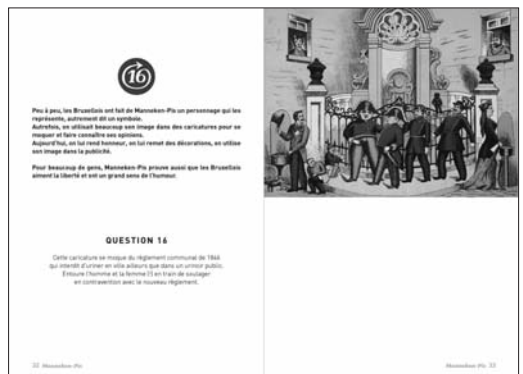 16
Peu à peu, les Bruxellois ont fait de Manneken-Pis un personnage qui les
représente, autrement dit un symbole.
Autrefois, on utilisait beaucoup son image dans des caricatures pour se
moquer et faire connaître ses opinions.
Aujourd'hui, on lui rend honneur, on lui remet des décorations, on utilise
son image dans la publicité.
Pour beaucoup de gens, Manneken-Pis prouve aussi que les Bruxellois
aiment la liberté et ont un grand sens de l'humour.
QUESTION 16
Cette caricature se moque du règlement communal de 1846
qui interdit d'uriner en ville ailleurs que dans un urinoir public.
Entoure l'homme et la femme (!) en train de soulager
en contravention avec le nouveau règlement.
32 Manneken-Pis
Manneken-Pis 33